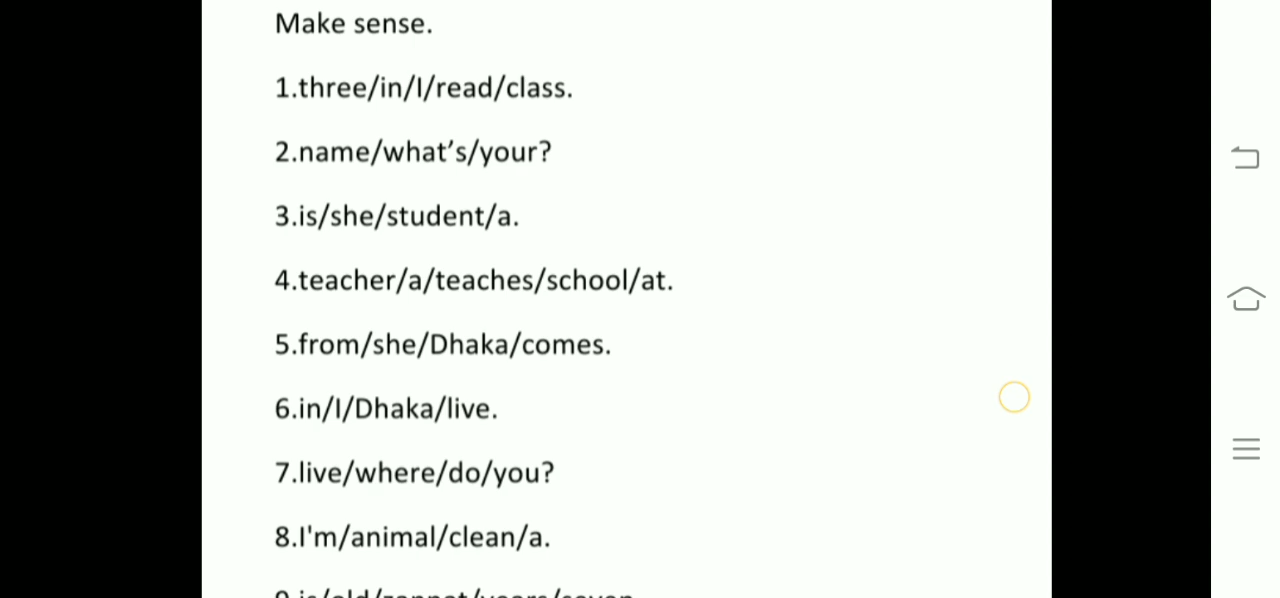 Make sense.
1.three/in/I/read/class.
2.name/what’s/your?
3.is/she/student/a.
4.teacher/a/teaches/school/at.
5.from/she/Dhaka/comes.
6.in/I/Dhaka/live.
7.live/where/do/you?
8.I'm/animal/clean/a.